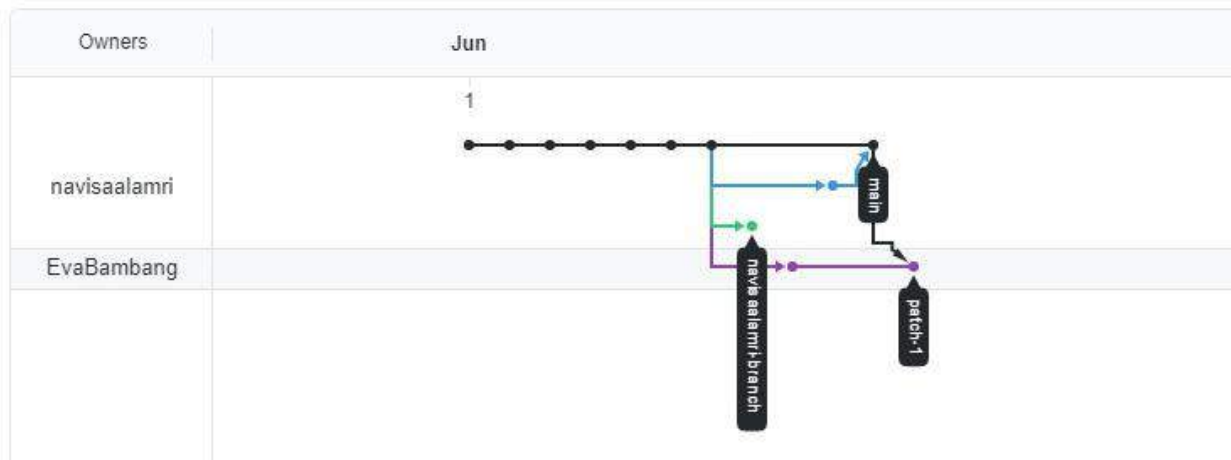 Owners
Jun
1
navisaalamri
main
EvaBambang
navisaalamri-branch
patch-1